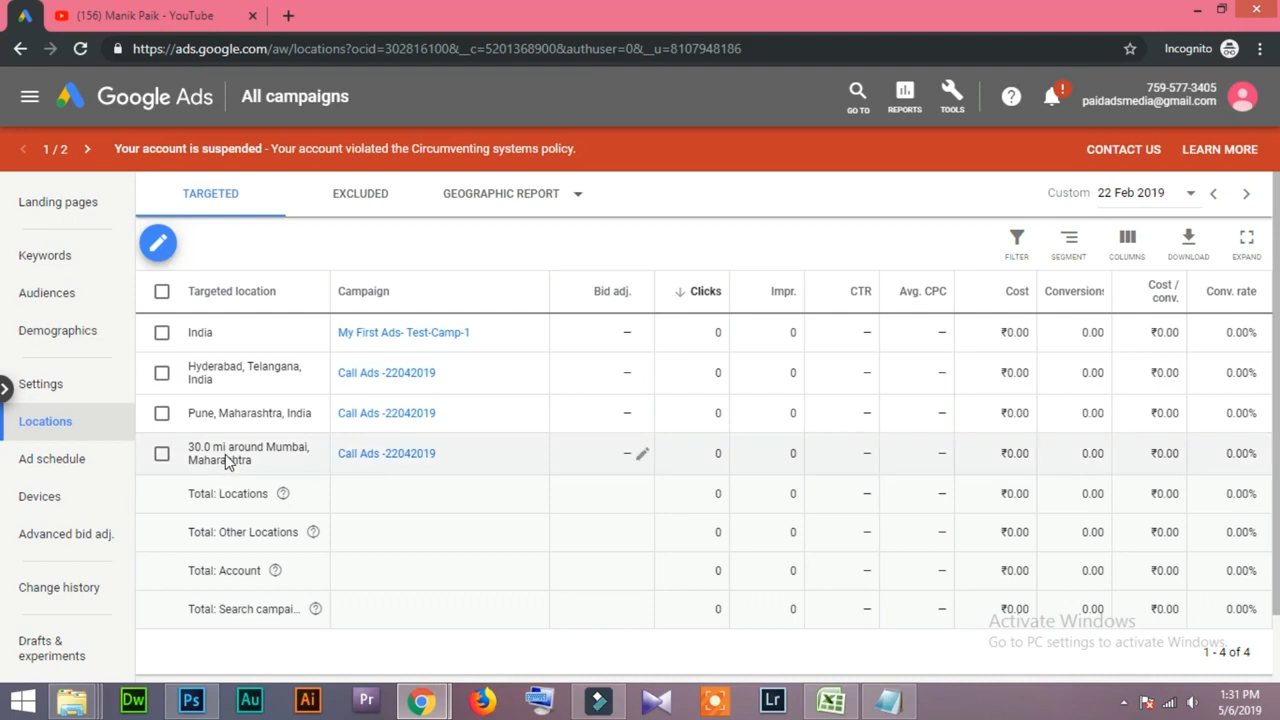 (156) Manik Paik - YouTube
https://ads.google.com/aw/locations?ocid=302816100&__c=5201368900&authuser=0&__u=8107948186
Incognito
Google Ads
All campaigns
GO TO
REPORTS
TOOLS
759-577-3405
paidadsmedia@gmail.com
1 / 2
Your account is suspended - Your account violated the Circumventing systems policy.
CONTACT US
LEARN MORE
Landing pages
Keywords
Audiences
Demographics
Settings
Locations
Ad schedule
Devices
Advanced bid adj.
Change history
Drafts &
experiments
TARGETED
EXCLUDED
GEOGRAPHIC REPORT
Custom 22 Feb 2019
FILTER
SEGMENT
COLUMNS
DOWNLOAD
EXPAND
Targeted location Campaign Bid adj. Clicks Impr. CTR Avg. CPC Cost Conversions Cost / conv. Conv. rate
India My First Ads- Test-Camp-1 – 0 0 – – ₹0.00 0.00 ₹0.00 0.00%
Hyderabad, Telangana,
India Call Ads -22042019 – 0 0 – – ₹0.00 0.00 ₹0.00 0.00%
Pune, Maharashtra, India Call Ads -22042019 – 0 0 – – ₹0.00 0.00 ₹0.00 0.00%
30.0 mi around Mumbai,
Maharashtra Call Ads -22042019 – 0 0 – – ₹0.00 0.00 ₹0.00 0.00%
Total: Locations 0 0 – – ₹0.00 0.00 ₹0.00 0.00%
Total: Other Locations 0 0 – – ₹0.00 0.00 ₹0.00 0.00%
Total: Account 0 0 – – ₹0.00 0.00 ₹0.00 0.00%
Total: Search campai... 0 0 – – ₹0.00 0.00 ₹0.00 0.00%
Activate Windows
Go to PC settings to activate Windows.
1 - 4 of 4
Dw
Ps
Au
Ai
Pr
Lr
1:31 PM
5/6/2019